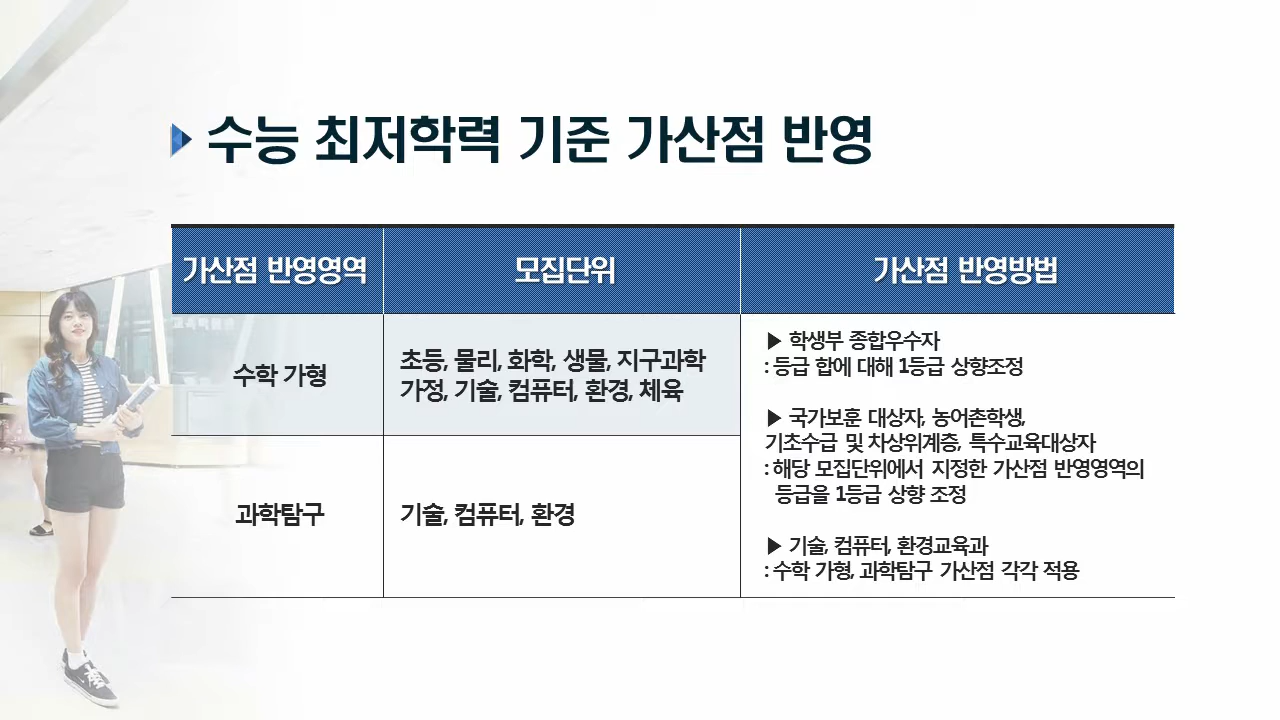 수능 최저학력 기준 가산점 반영
가산점 반영영역
모집단위
가산점 반영방법
수학 가형
초등, 물리, 화학, 생물, 지구과학
가정, 기술, 컴퓨터, 환경, 체육
과학탐구
기술, 컴퓨터, 환경
▶ 학생부 종합우수자
: 등급 합에 대해 1등급 상향조정
▶ 국가보훈 대상자, 농어촌학생,
기초수급 및 차상위계층, 특수교육대상자
: 해당 모집단위에서 지정한 가산점 반영영역의
등급을 1등급 상향 조정
▶ 기술, 컴퓨터, 환경교육과
: 수학 가형, 과학탐구 가산점 각각 적용